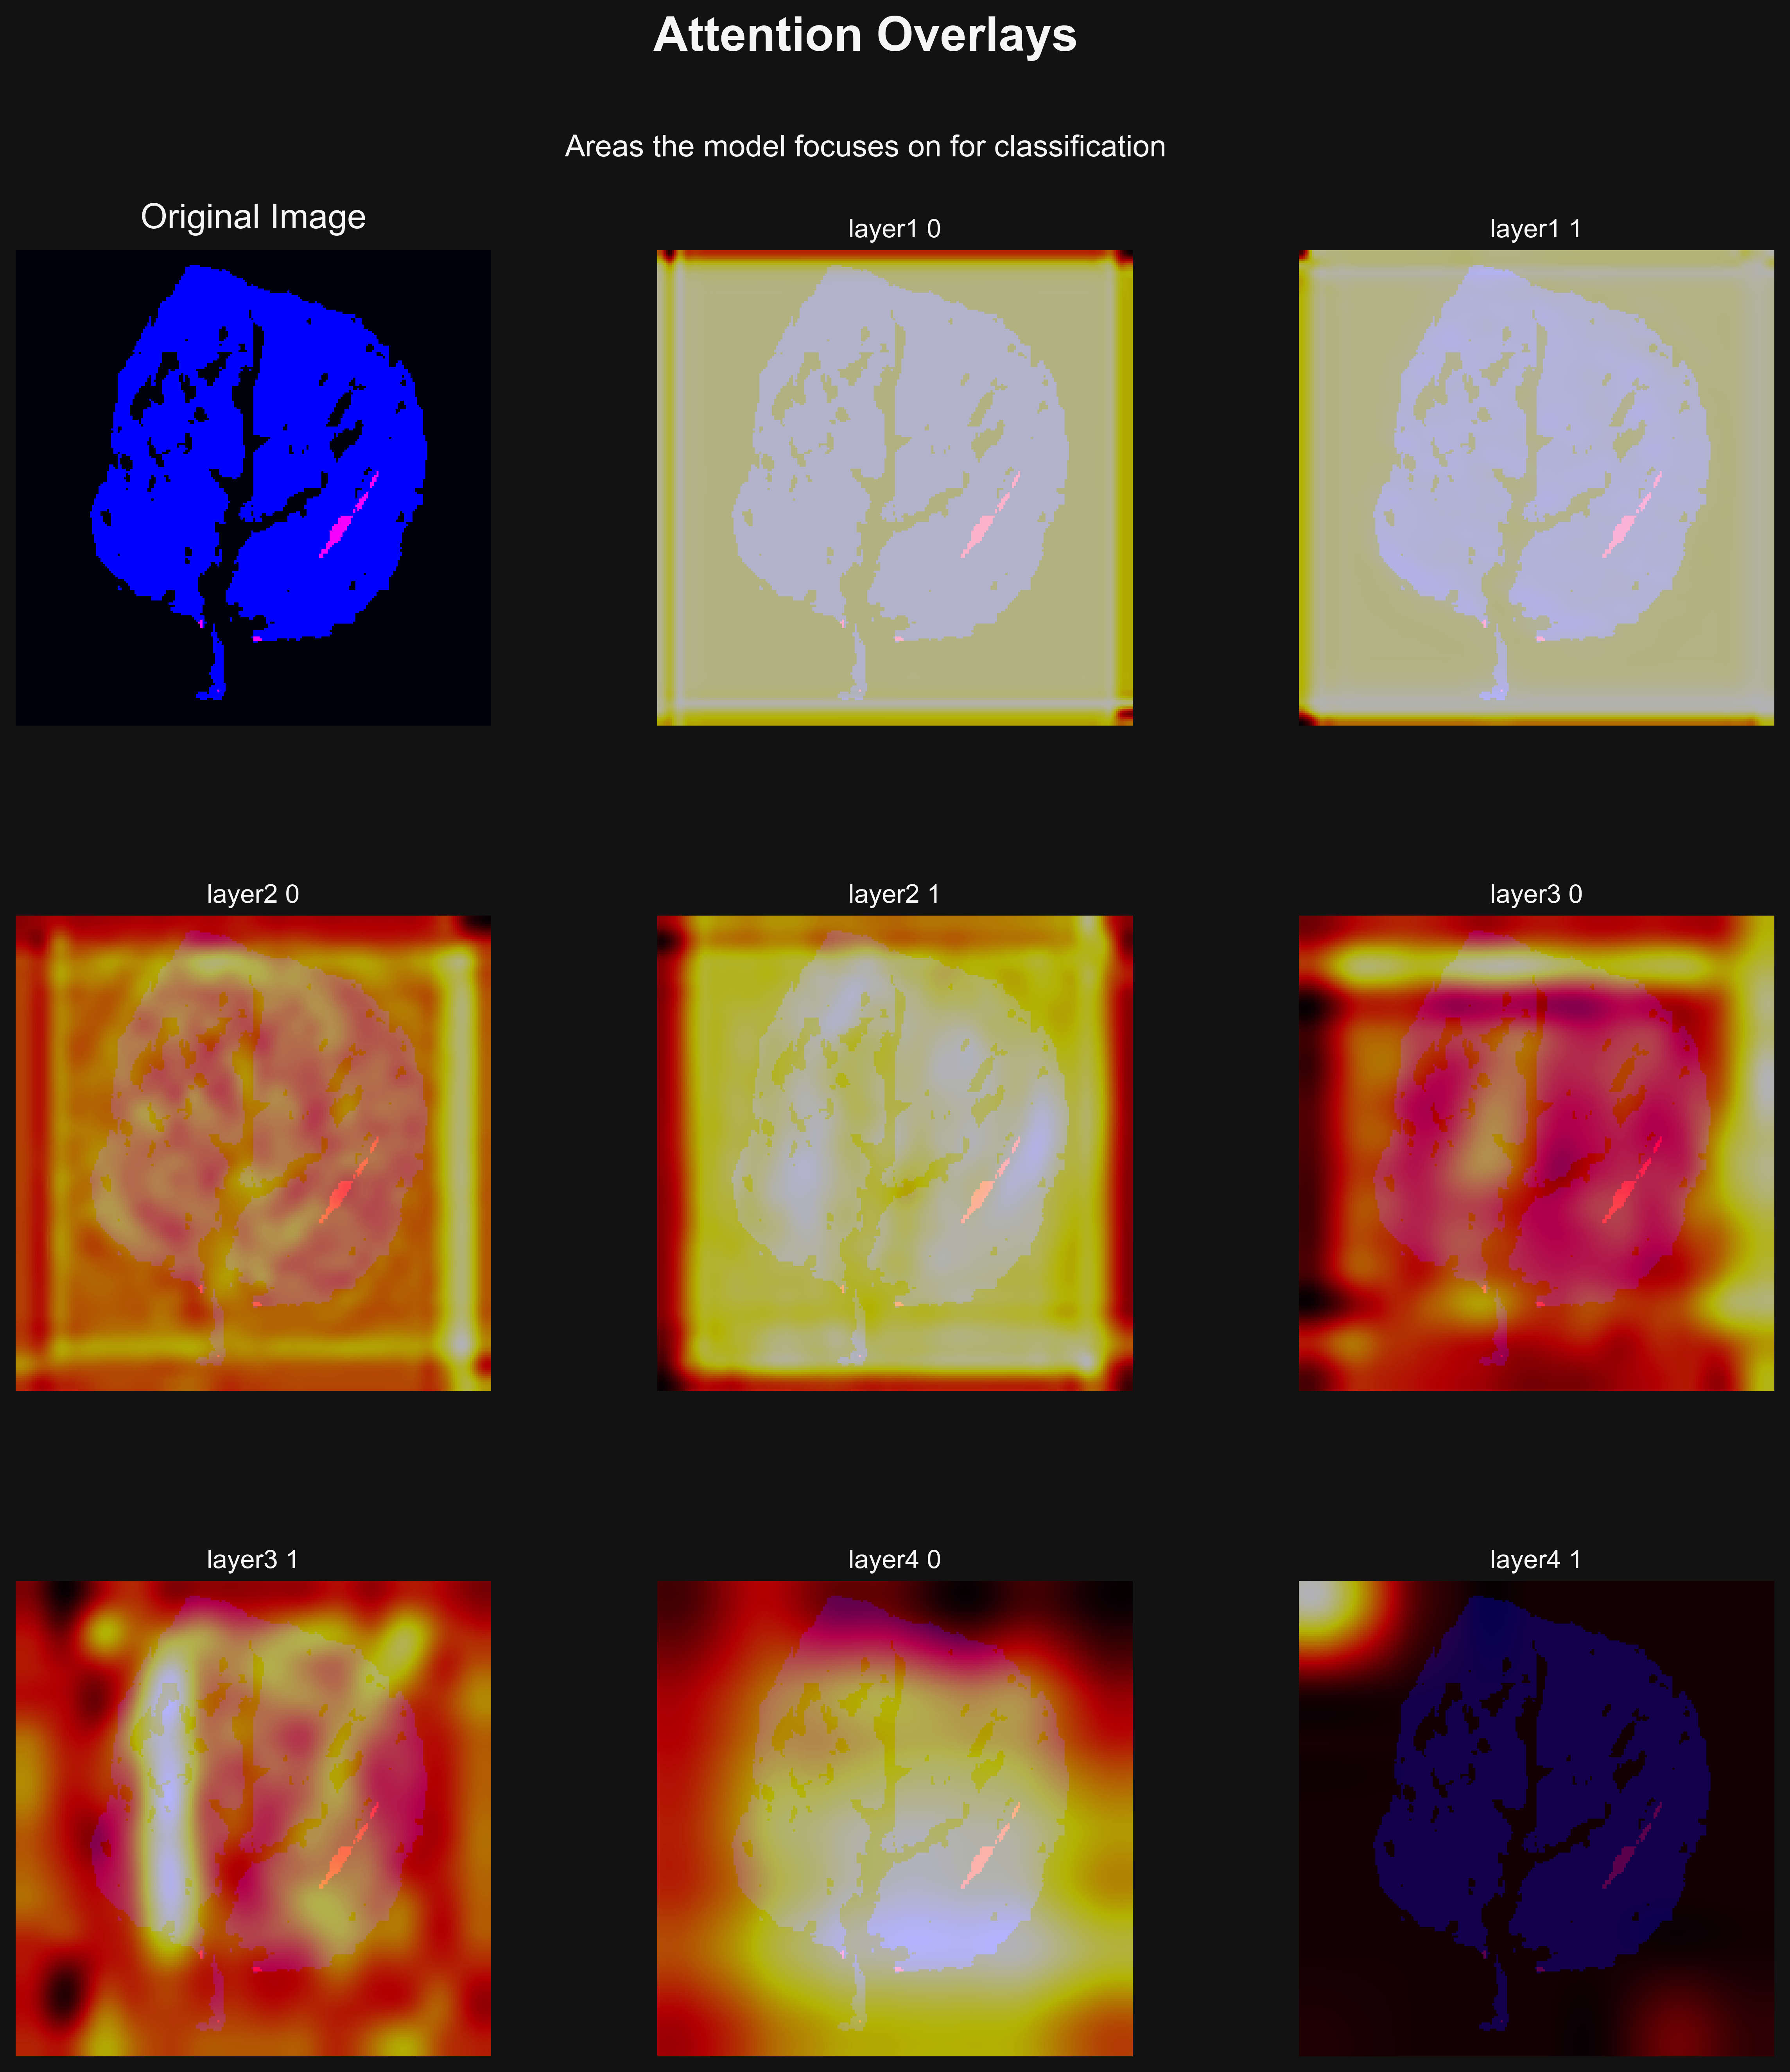 Attention Overlays
Areas the model focuses on for classification
Original Image
layer1 0
layer1 1
layer2 0
layer2 1
layer3 0
layer3 1
layer4 0
layer4 1